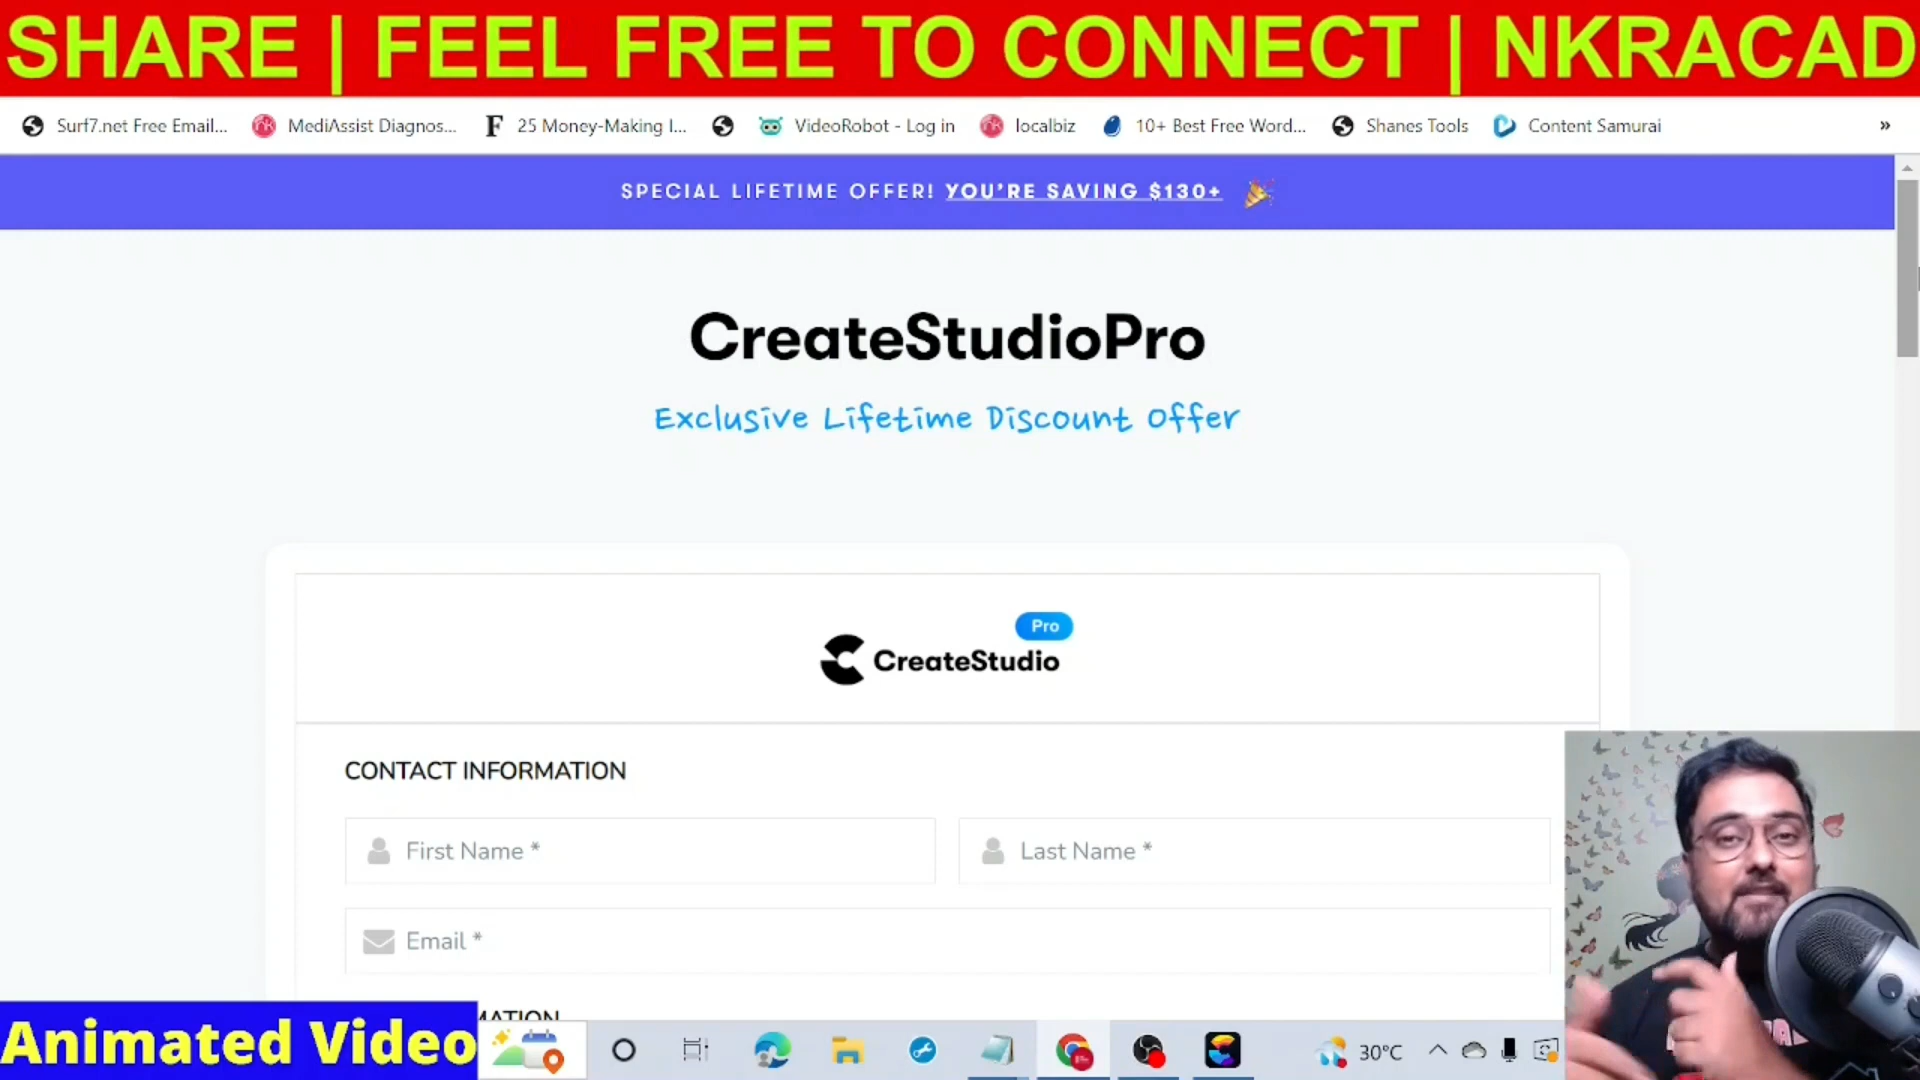 SHARE | FEEL FREE TO CONNECT | NKRACAD
Surf7.net Free Email... MediAssist Diagnos... 25 Money-Making I... VideoRobot - Log in localbiz 10+ Best Free Word... Shanes Tools Content Samurai »
SPECIAL LIFETIME OFFER! YOU'RE SAVING $130+
CreateStudioPro
Exclusive Lifetime Discount Offer
Pro
CreateStudio
CONTACT INFORMATION
First Name * Last Name *
Email *
Animated Video
30°C